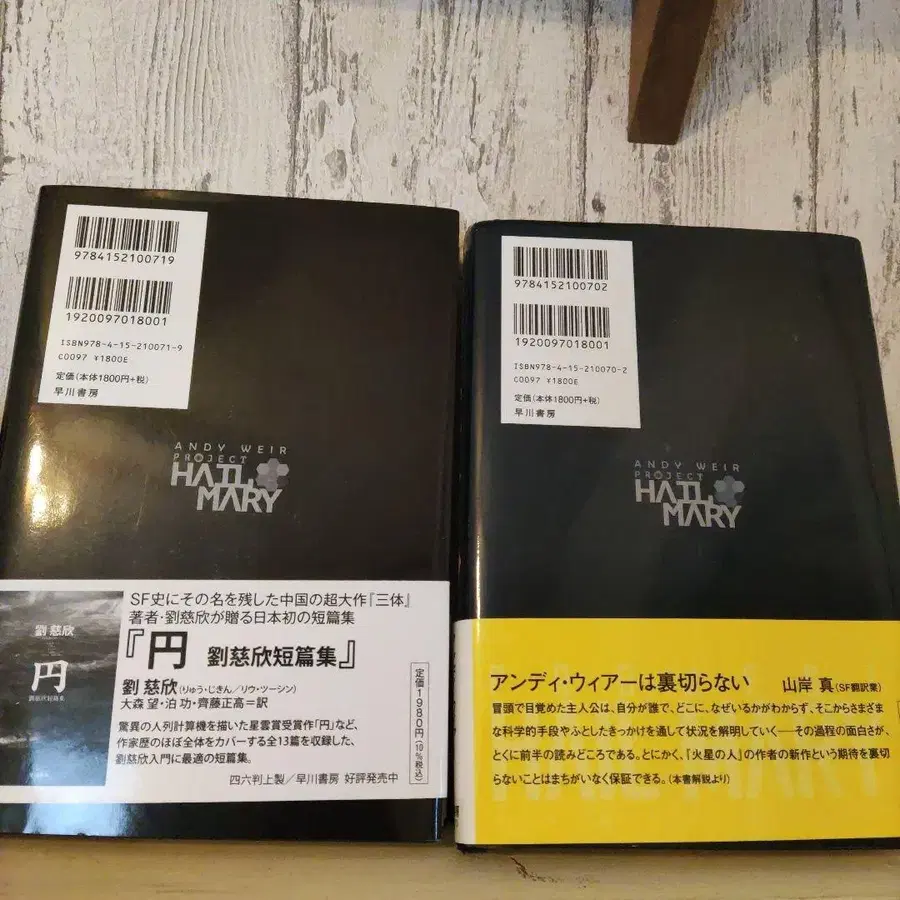 9784152100719
1920097018001
ISBN978-4-15-210071-9
C0097 ¥1800E
定価(本体1800円+税)
早川書房
ANDY WEIR
PROJECT
HAIL
MARY
劉慈欣
円
劉慈欣短篇集
SF史にその名を残した中国の超大作『三体』
著者・劉慈欣が贈る日本初の短篇集
『円 劉慈欣短篇集』
劉 慈欣(りゅう・じきん/リウ・ツーシン)
大森 望・泊 功・齊藤正高=訳
驚異の人列計算機を描いた星雲賞受賞作「円」など、
作家歴のほぼ全体をカバーする全13篇を収録した、
劉慈欣入門に最適の短篇集。
四六判上製/早川書房 好評発売中
定価1980円(10%税込)
9784152100702
1920097018001
ISBN978-4-15-210070-2
C0097 ¥1800E
定価(本体1800円+税)
早川書房
ANDY WEIR
PROJECT
HAIL
MARY
アンディ・ウィアーは裏切らない 山岸 真(SF翻訳業)
冒頭で目覚めた主人公は、自分が誰で、どこに、なぜいるかがわからず、そこからさまざま
な科学的手段やふとしたきっかけを通して状況を解明していく――その過程の面白さが、
とくに前半の読みどころである。とにかく、『火星の人』の作者の新作という期待を裏切
らないことはまちがいなく保証できる。(本書解説より)